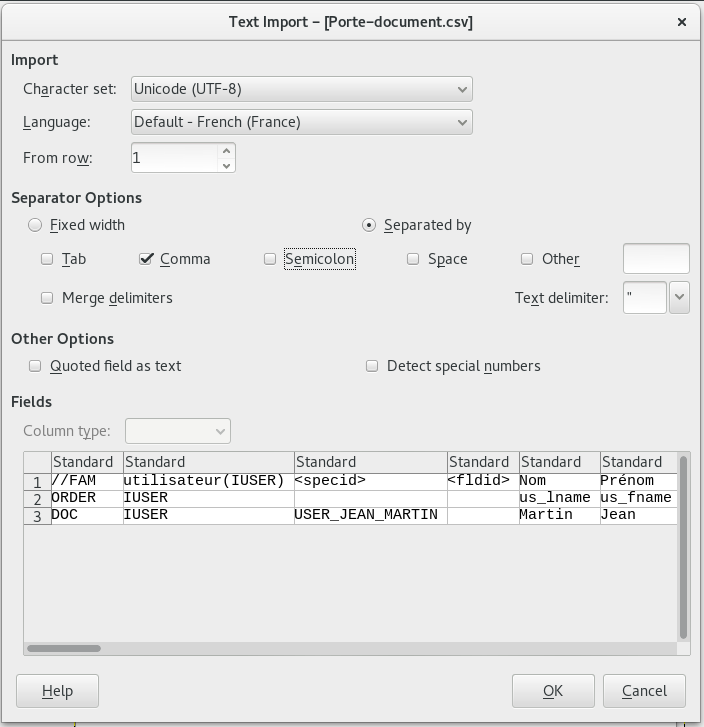 Text Import – [Porte-document.csv]
Import
Character set: Unicode (UTF-8)
Language: Default - French (France)
From row: 1
Separator Options
Fixed width Separated by
Tab Comma Semicolon Space Other
Merge delimiters Text delimiter: "
Other Options
Quoted field as text Detect special numbers
Fields
Column type:
Standard Standard Standard Standard Standard Standard
1 //FAM utilisateur(IUSER) <specid> <fldid> Nom Prénom
2 ORDER IUSER us_lname us_fname
3 DOC IUSER USER_JEAN_MARTIN Martin Jean
Help OK Cancel